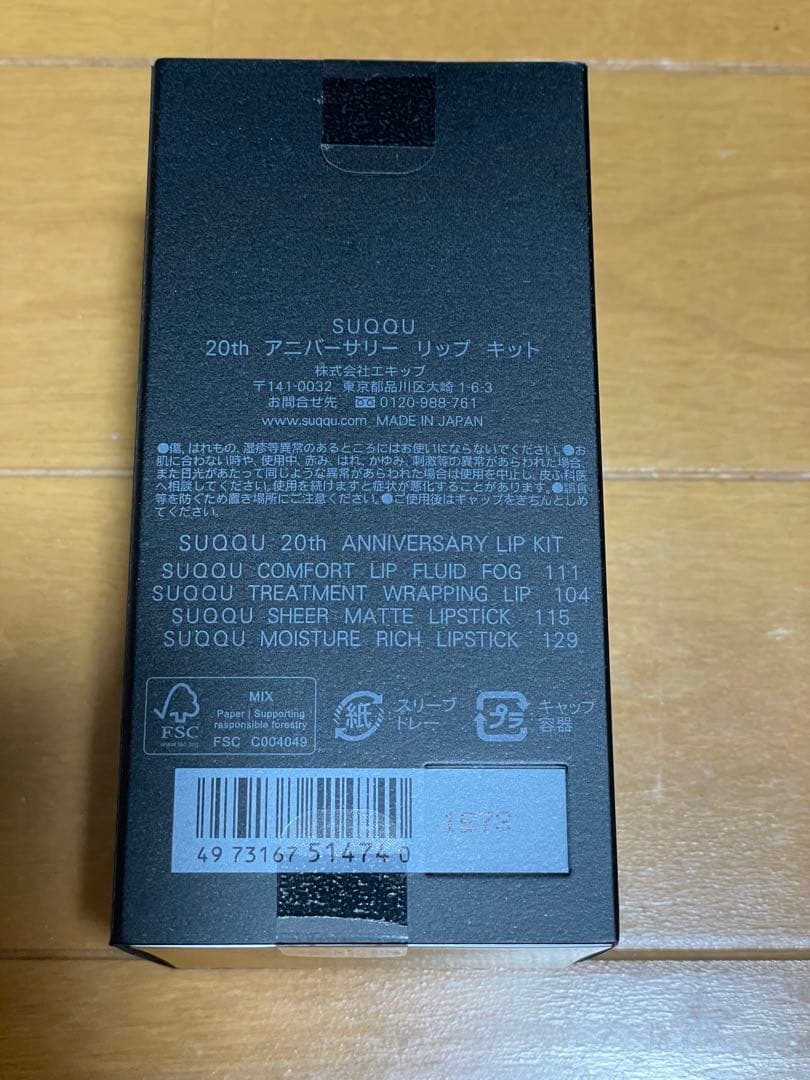 SUQQU
20th アニバーサリー リップ キット
株式会社エキップ
〒141-0032 東京都品川区大崎 1-6-3
お問合せ先 0120-988-761
www.suqqu.com MADE IN JAPAN
●傷、はれもの、湿疹等異常のあるところにはお使いにならないでください。●お
肌に合わない時や、使用中、赤み、はれ、かゆみ、刺激等の異常があらわれた場合、
また日光があたって同じような異常があらわれた場合は使用を中止し、皮ふ科医
へ相談してください。使用を続けますと症状が悪化することがあります。●誤食
等を防ぐため置き場所にご注意ください。●ご使用後はキャップをきちんとしめ
てください。
SUQQU 20th ANNIVERSARY LIP KIT
SUQQU COMFORT LIP FLUID FOG 111
SUQQU TREATMENT WRAPPING LIP 104
SUQQU SHEER MATTE LIPSTICK 115
SUQQU MOISTURE RICH LIPSTICK 129
FSC
www.fsc.org
MIX
Paper | Supporting
responsible forestry
FSC C004049
紙
スリーブ
トレー
プラ
キャップ
容器
1573
4973167514740